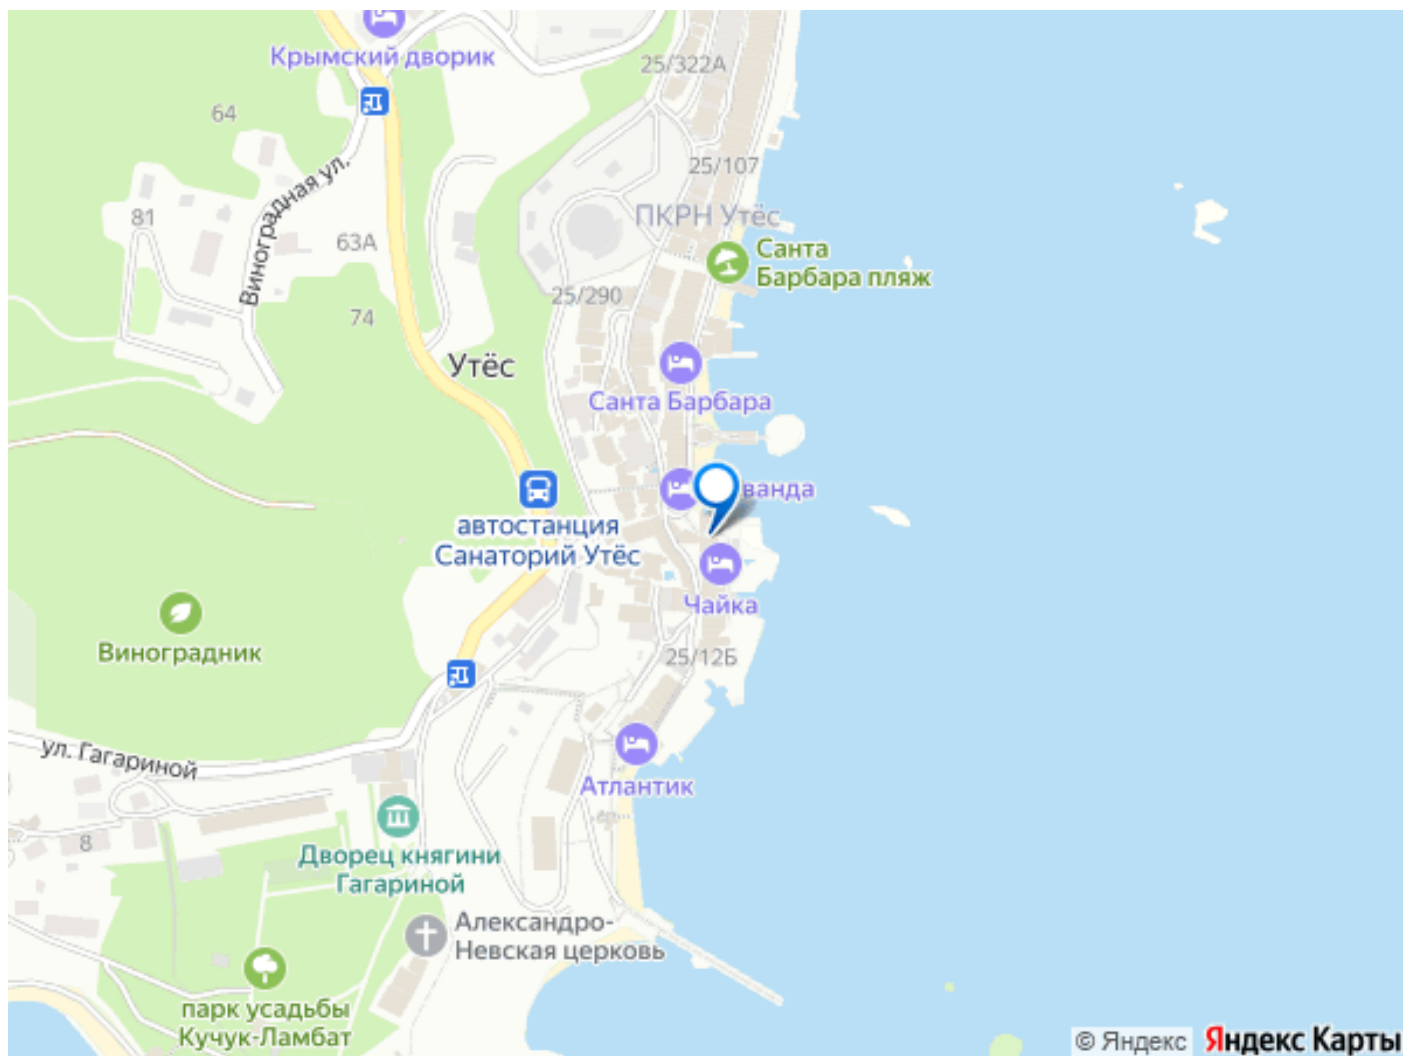 Крымский дворик
25/322А
64
25/107
Виноградная ул.
81
ПКРН Утёс
63А
Санта
Барбара пляж
25/290
74
Утёс
Санта Барбара
ванда
автостанция
Санаторий Утёс
Чайка
Виноградник
25/12Б
ул. Гагариной
Атлантик
8
Дворец княгини
Гагариной
Александро-
Невская церковь
парк усадьбы
Кучук-Ламбат
© Яндекс Яндекс Карты